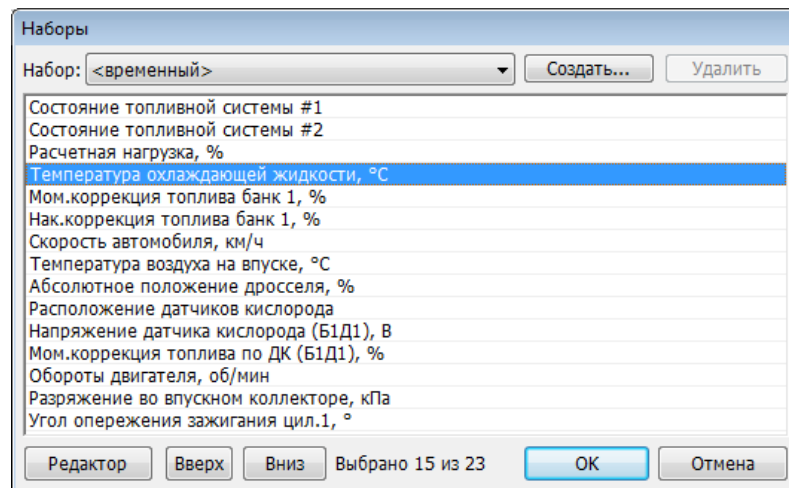 Наборы
Набор: <временный> Создать... Удалить
Состояние топливной системы #1
Состояние топливной системы #2
Расчетная нагрузка, %
Температура охлаждающей жидкости, °C
Мом.коррекция топлива банк 1, %
Нак.коррекция топлива банк 1, %
Скорость автомобиля, км/ч
Температура воздуха на впуске, °C
Абсолютное положение дросселя, %
Расположение датчиков кислорода
Напряжение датчика кислорода (Б1Д1), В
Мом.коррекция топлива по ДК (Б1Д1), %
Обороты двигателя, об/мин
Разряжение во впускном коллекторе, кПа
Угол опережения зажигания цил.1, °
Редактор Вверх Вниз Выбрано 15 из 23 OK Отмена